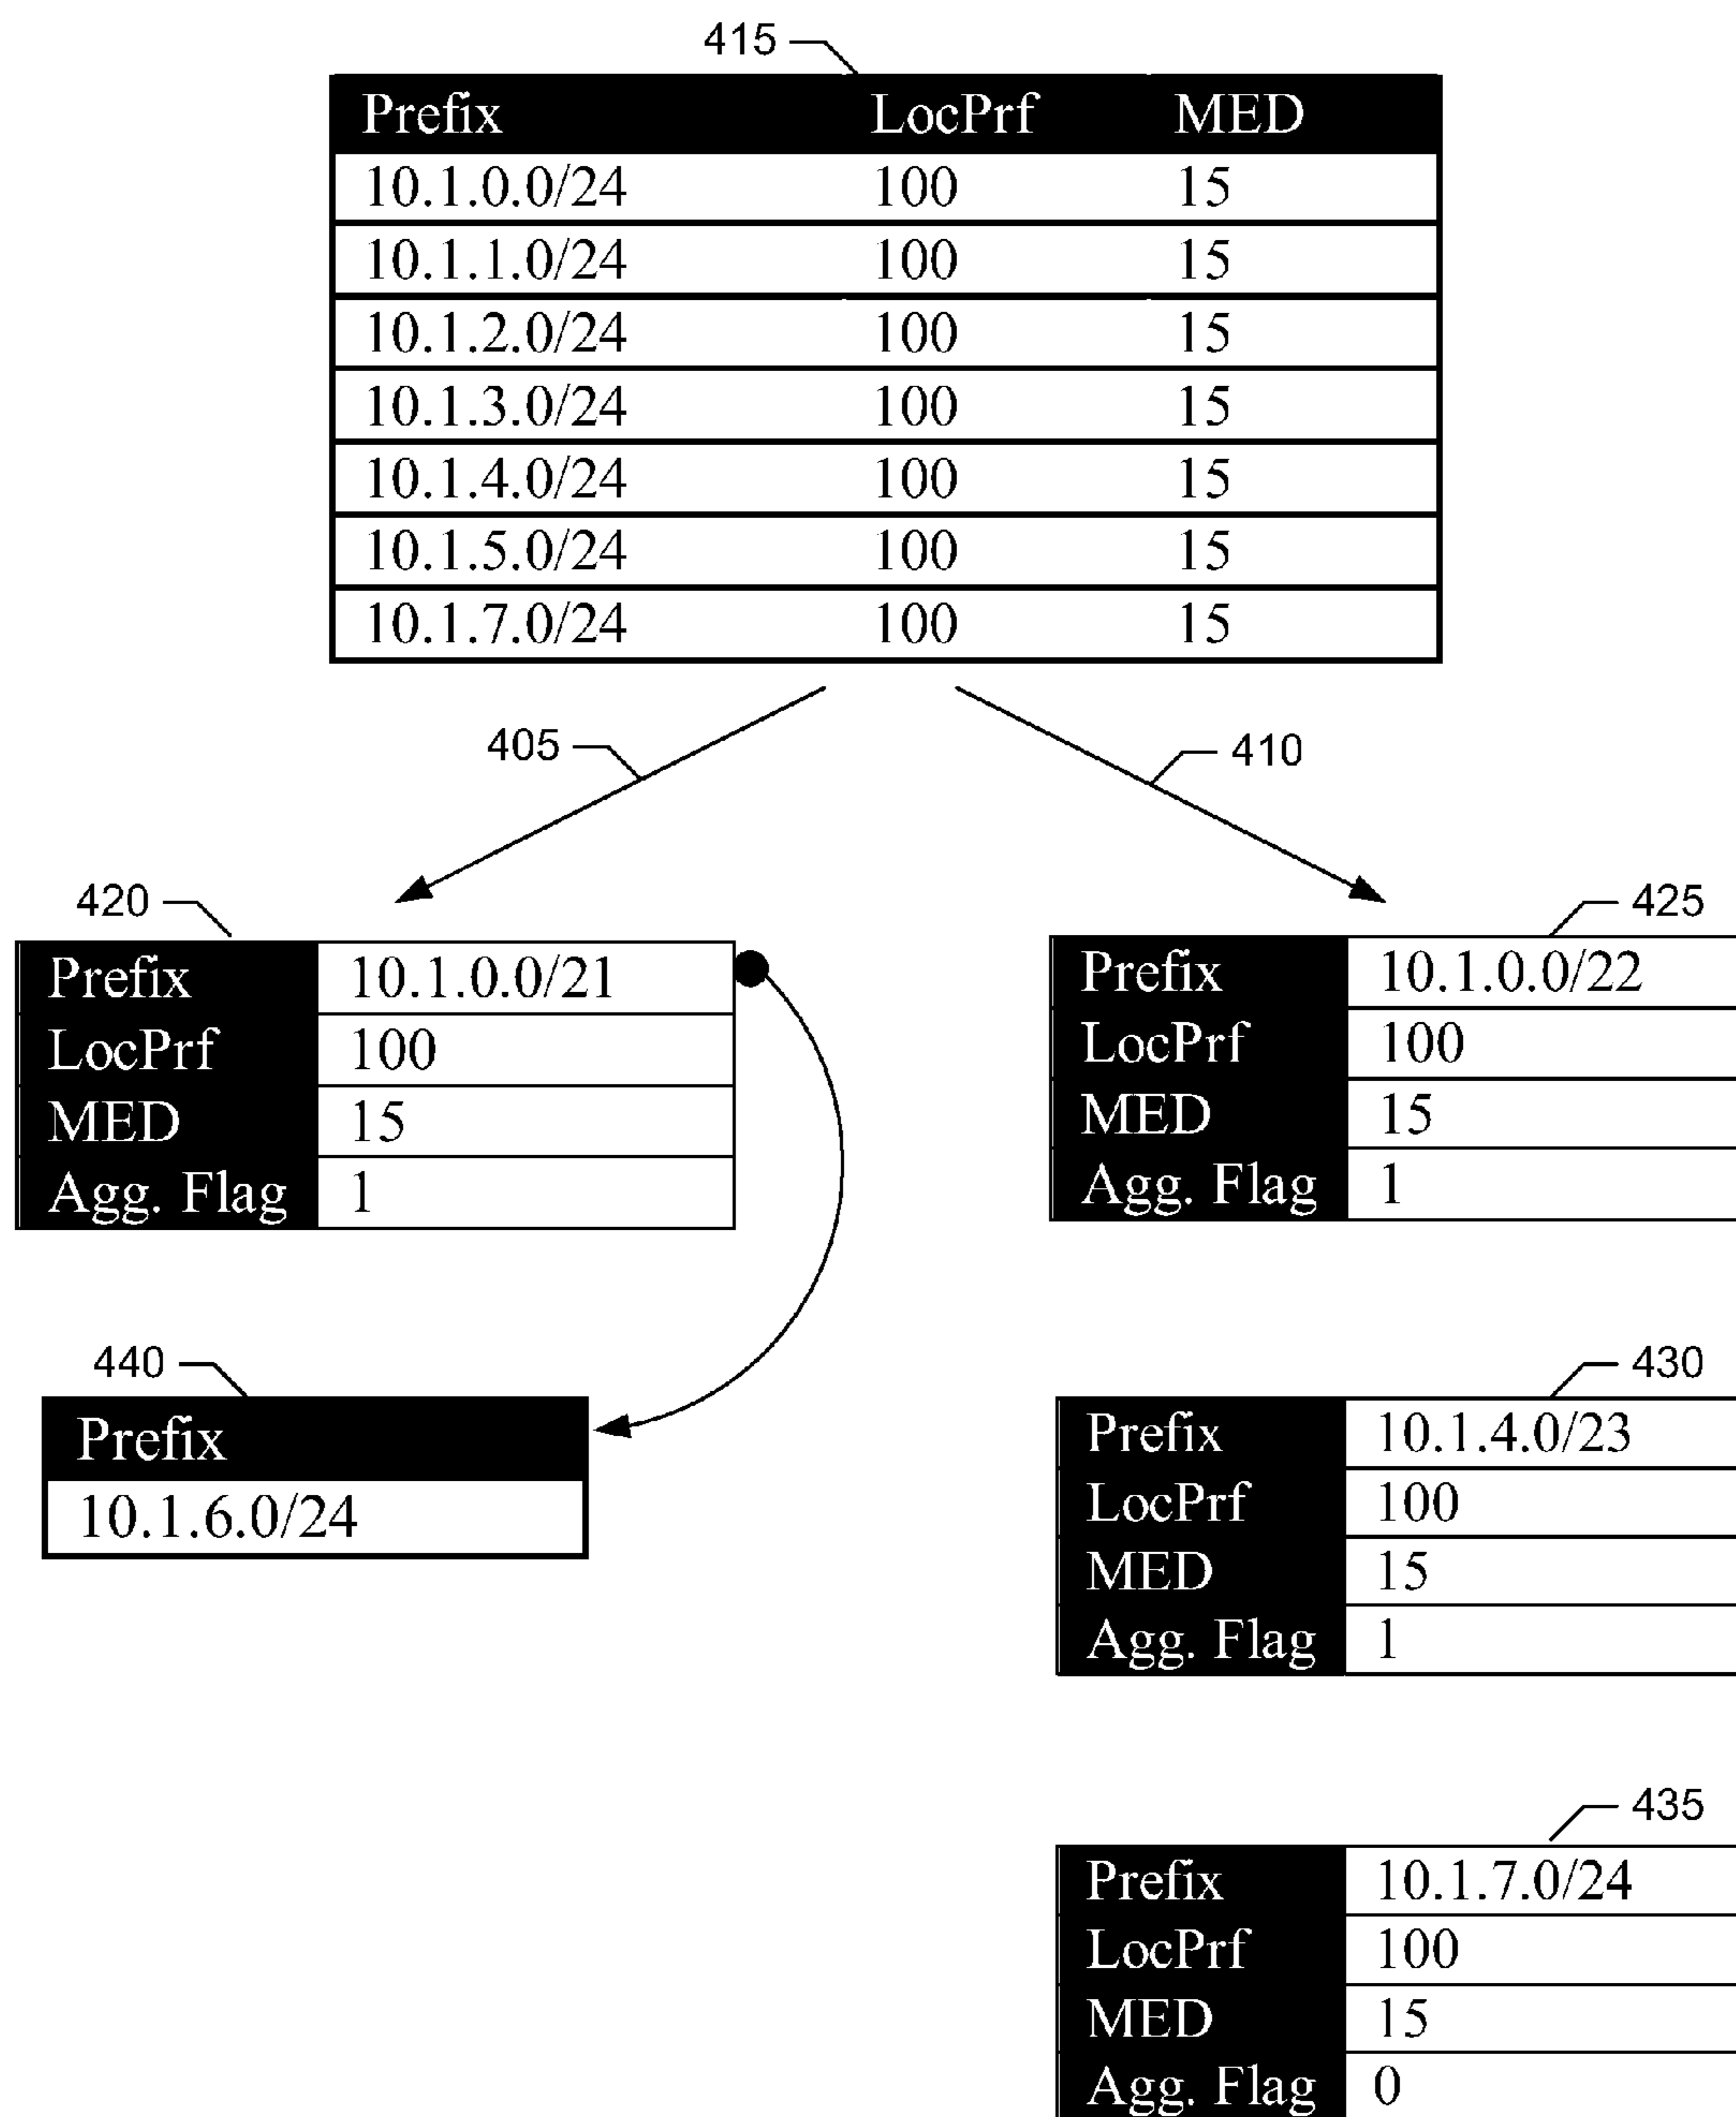 415
Prefix LocPrf MED
10.1.0.0/24 100 15
10.1.1.0/24 100 15
10.1.2.0/24 100 15
10.1.3.0/24 100 15
10.1.4.0/24 100 15
10.1.5.0/24 100 15
10.1.7.0/24 100 15
405
410
420
Prefix 10.1.0.0/21
LocPrf 100
MED 15
Agg. Flag 1
425
Prefix 10.1.0.0/22
LocPrf 100
MED 15
Agg. Flag 1
440
Prefix
10.1.6.0/24
430
Prefix 10.1.4.0/23
LocPrf 100
MED 15
Agg. Flag 1
435
Prefix 10.1.7.0/24
LocPrf 100
MED 15
Agg. Flag 0